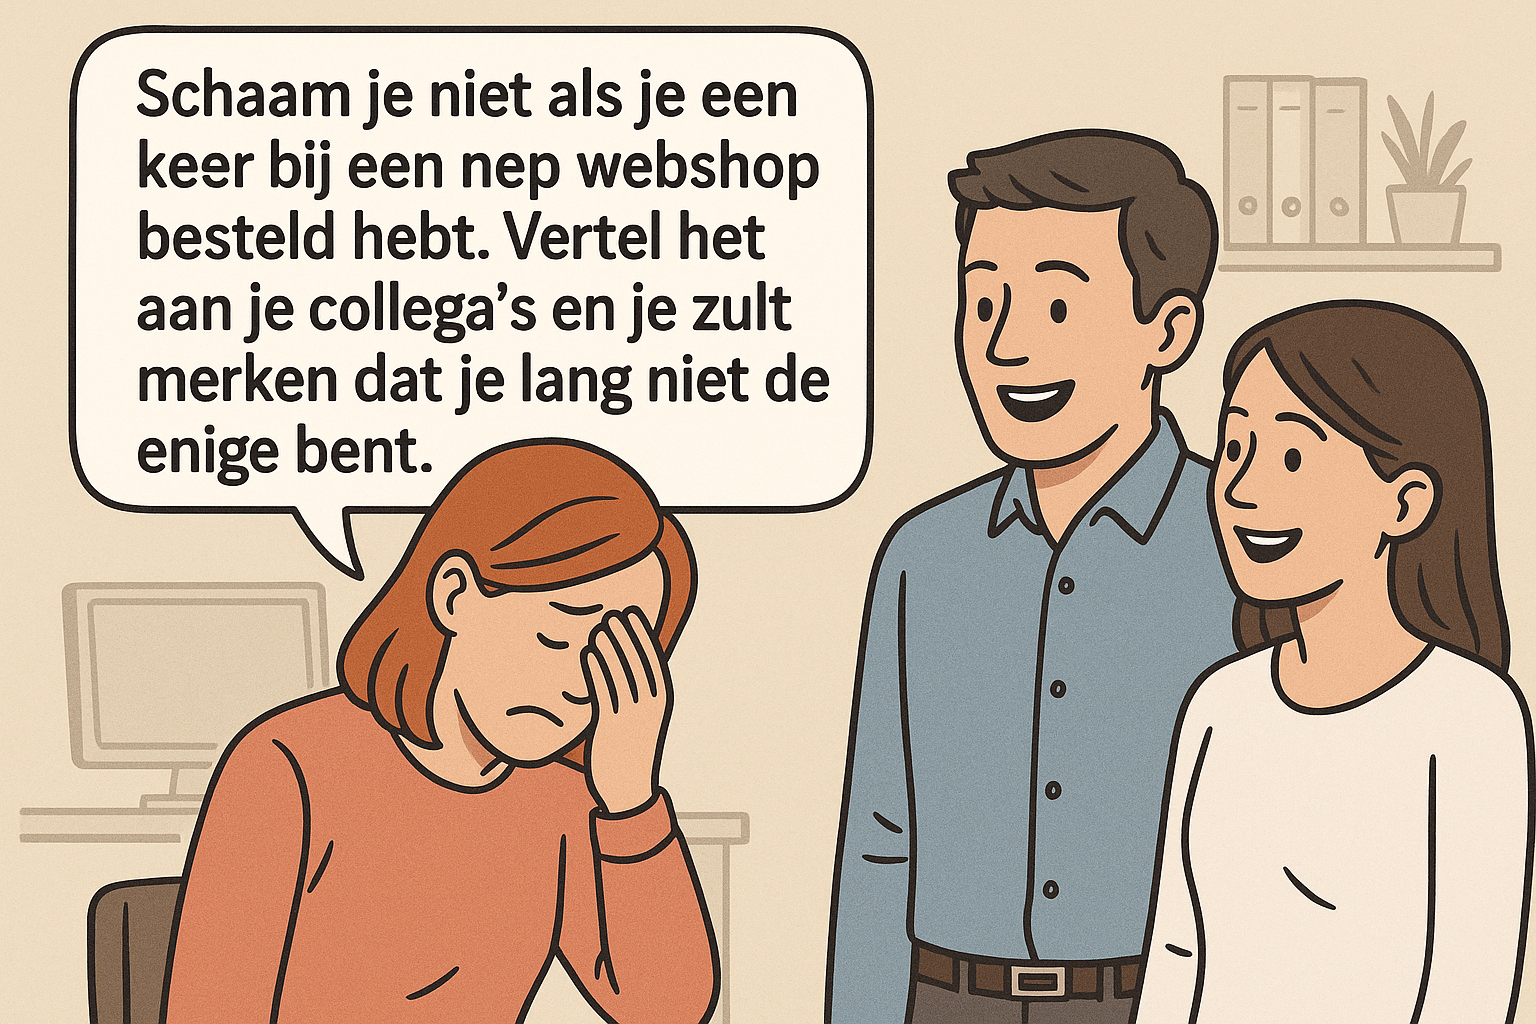 Schaam je niet als je een
keer bij een nep webshop
besteld hebt. Vertel het
aan je collega’s en je zult
merken dat je lang niet de
enige bent.